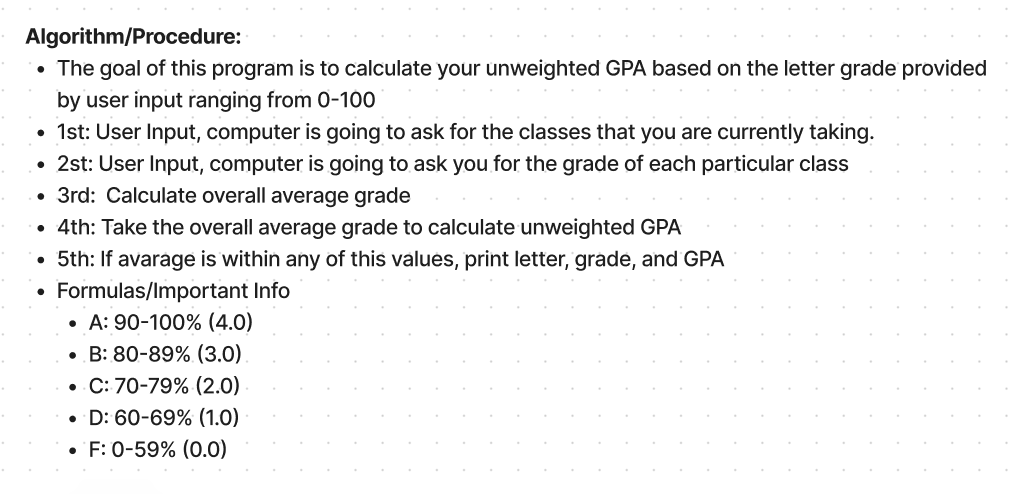 Algorithm/Procedure:
• The goal of this program is to calculate your unweighted GPA based on the letter grade provided
by user input ranging from 0-100
• 1st: User Input, computer is going to ask for the classes that you are currently taking.
• 2st: User Input, computer is going to ask you for the grade of each particular class
• 3rd:  Calculate overall average grade
• 4th: Take the overall average grade to calculate unweighted GPA
• 5th: If avarage is within any of this values, print letter, grade, and GPA
• Formulas/Important Info
• A: 90-100% (4.0)
• B: 80-89% (3.0)
• C: 70-79% (2.0)
• D: 60-69% (1.0)
• F: 0-59% (0.0)